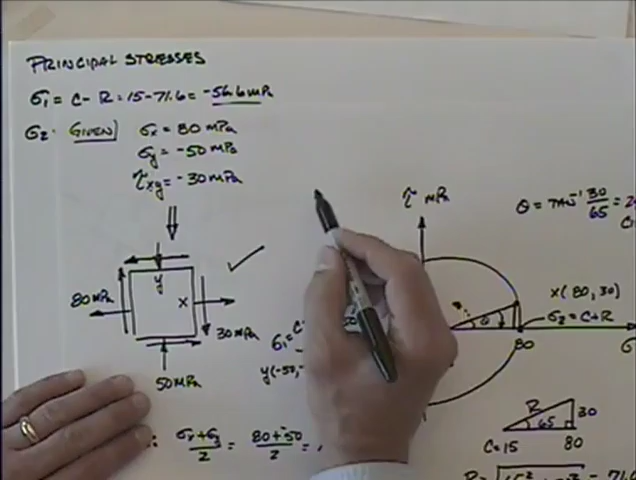 PRINCIPAL STRESSES
σ1 = C - R = 15 - 71.6 = -56.6 MPa
σ2 = GIVEN
σx = 80 MPa
σy = -50 MPa
τxy = -30 MPa
80 MPa
y
x
30 MPa
50 MPa
∴ σx+σy/2 = 80+-50/2 =
τ MPa
θ = TAN⁻¹ 30/65 =
x(80, 30)
σ2 = C+R
θ
80
σ
σ1 = C
y(-50,
R
30
65
C=15
80